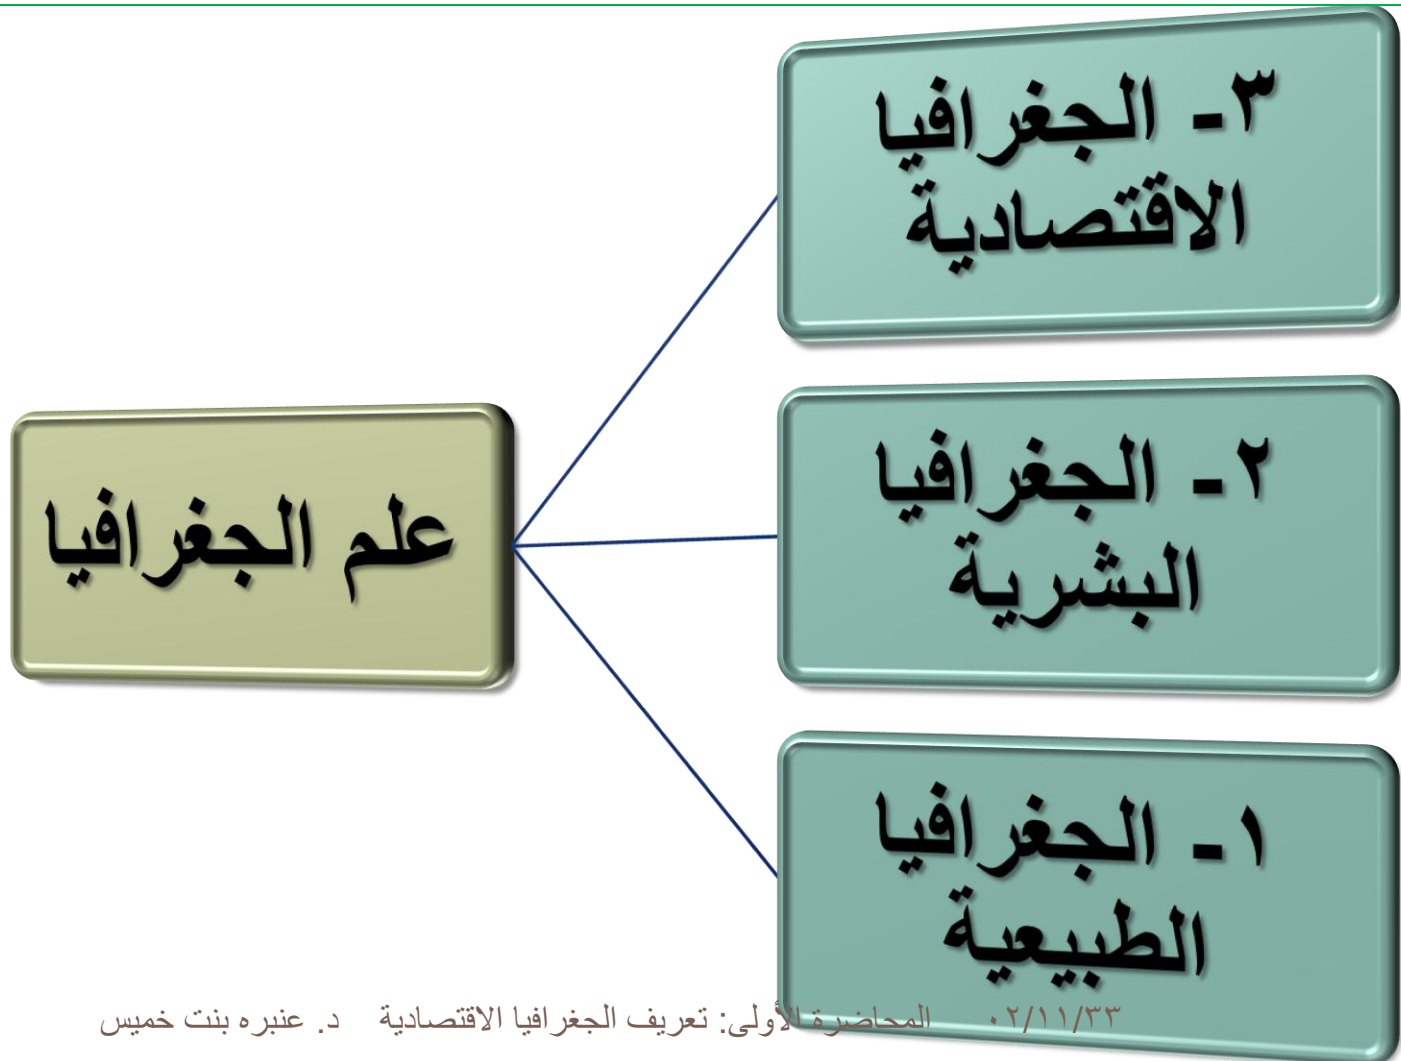 ٣- الجغرافيا
الاقتصادية
علم الجغرافيا
٢- الجغرافيا
البشرية
١- الجغرافيا
الطبيعية
٠٢/١١/٣٣ المحاضرة الأولى: تعريف الجغرافيا الاقتصادية د. عنبره بنت خميس